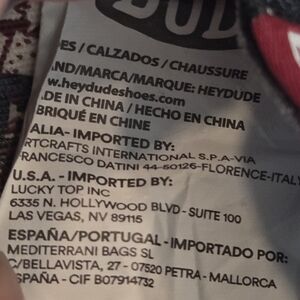 DUD
ES / CALZADOS / CHAUSSURE
AND/MARCA/MARQUE: HEYDUDE
w.heydudeshoes.com
DE IN CHINA / HECHO EN CHINA
BRIQUÉ EN CHINE
ALIA- IMPORTED BY:
RTCRAFTS INTERNATIONAL S.P.A-VIA
FRANCESCO DATINI 44-50126-FLORENCE-ITALY
U.S.A. - IMPORTED BY:
LUCKY TOP INC
6335 N. HOLLYWOOD BLVD - SUITE 100
LAS VEGAS, NV 89115
ESPAÑA/PORTUGAL - IMPORTADO POR:
MEDITERRANI BAGS SL
C/BELLAVISTA, 27 - 07520 PETRA - MALLORCA
ESPAÑA - CIF B07914732